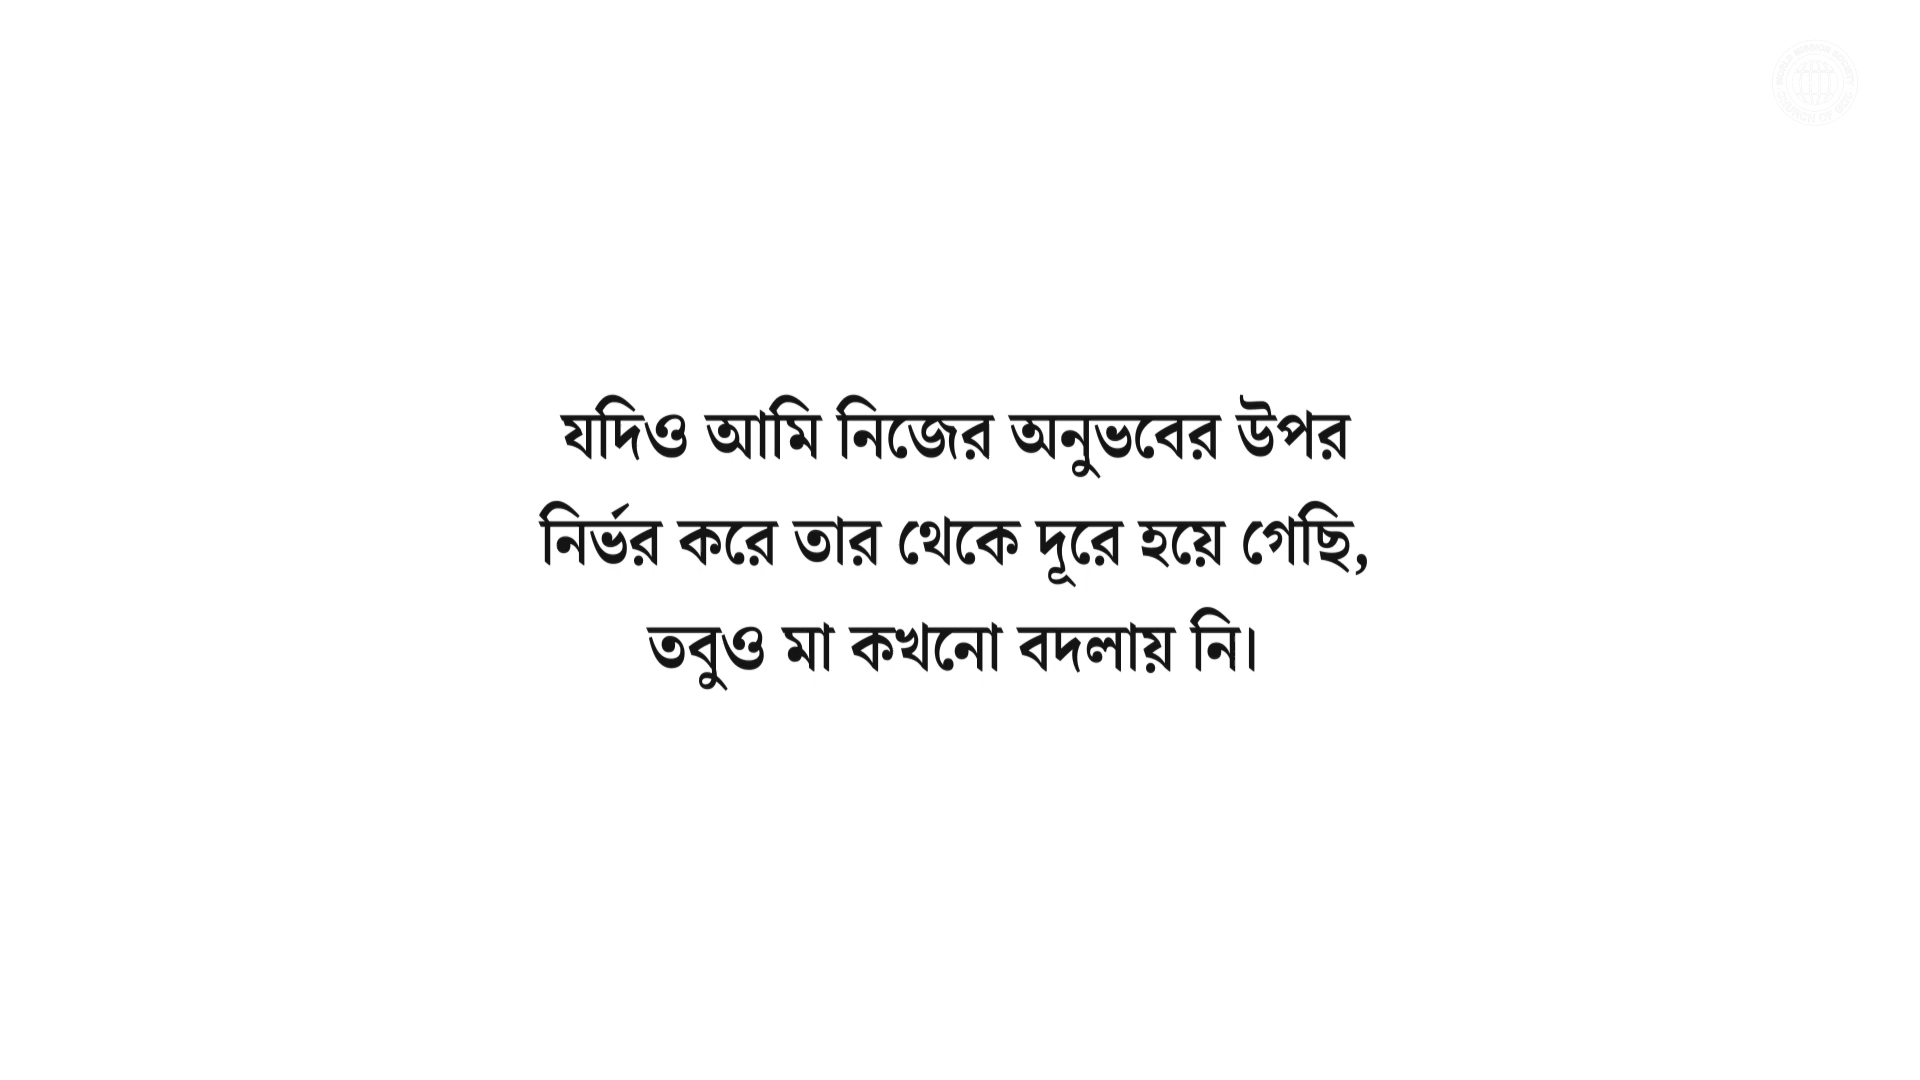 যদিও আমি নিজের অনুভবের উপর
নির্ভর করে তার থেকে দূরে হয়ে গেছি,
তবুও মা কখনো বদলায় নি।